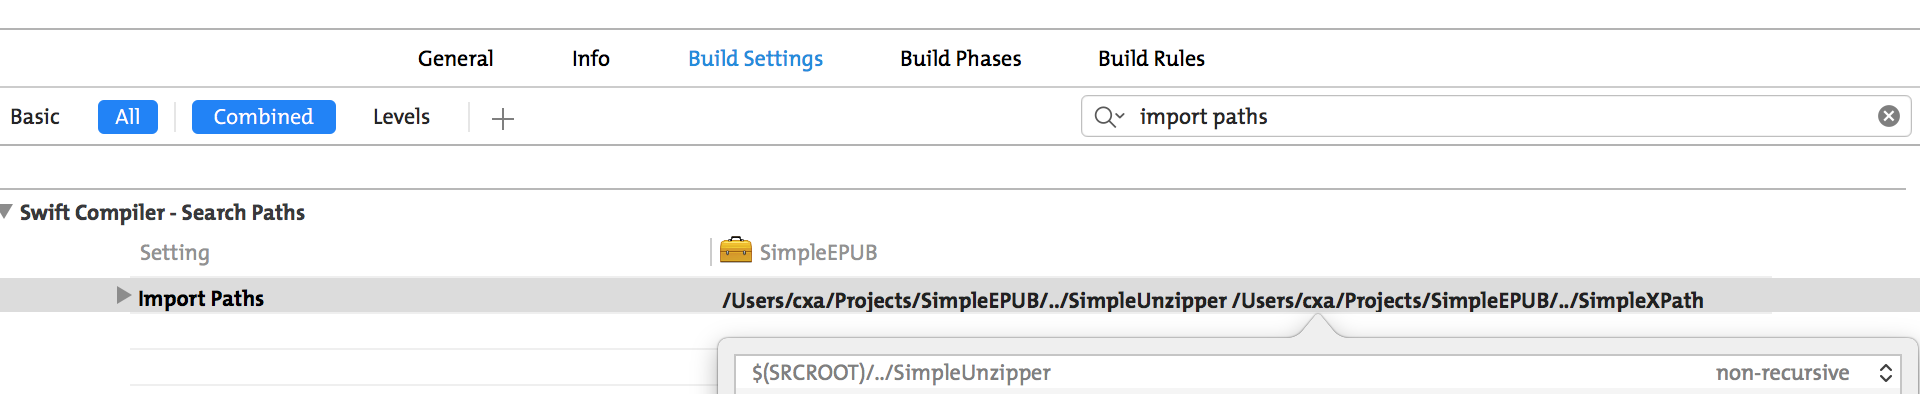 General Info Build Settings Build Phases Build Rules
Basic All Combined Levels import paths
Swift Compiler - Search Paths
Setting SimpleEPUB
Import Paths /Users/cxa/Projects/SimpleEPUB/../SimpleUnzipper /Users/cxa/Projects/SimpleEPUB/../SimpleXPath
$(SRCROOT)/../SimpleUnzipper non-recursive